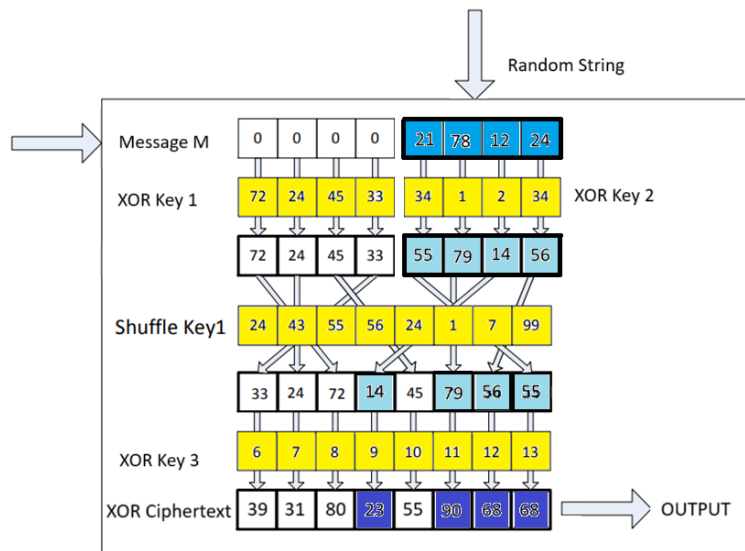 Random String
Message M 0 0 0 0 21 78 12 24
XOR Key 1 72 24 45 33 34 1 2 34 XOR Key 2
72 24 45 33 55 79 14 56
Shuffle Key1 24 43 55 56 24 1 7 99
33 24 72 14 45 79 56 55
XOR Key 3 6 7 8 9 10 11 12 13
XOR Ciphertext 39 31 80 23 55 90 68 68 OUTPUT